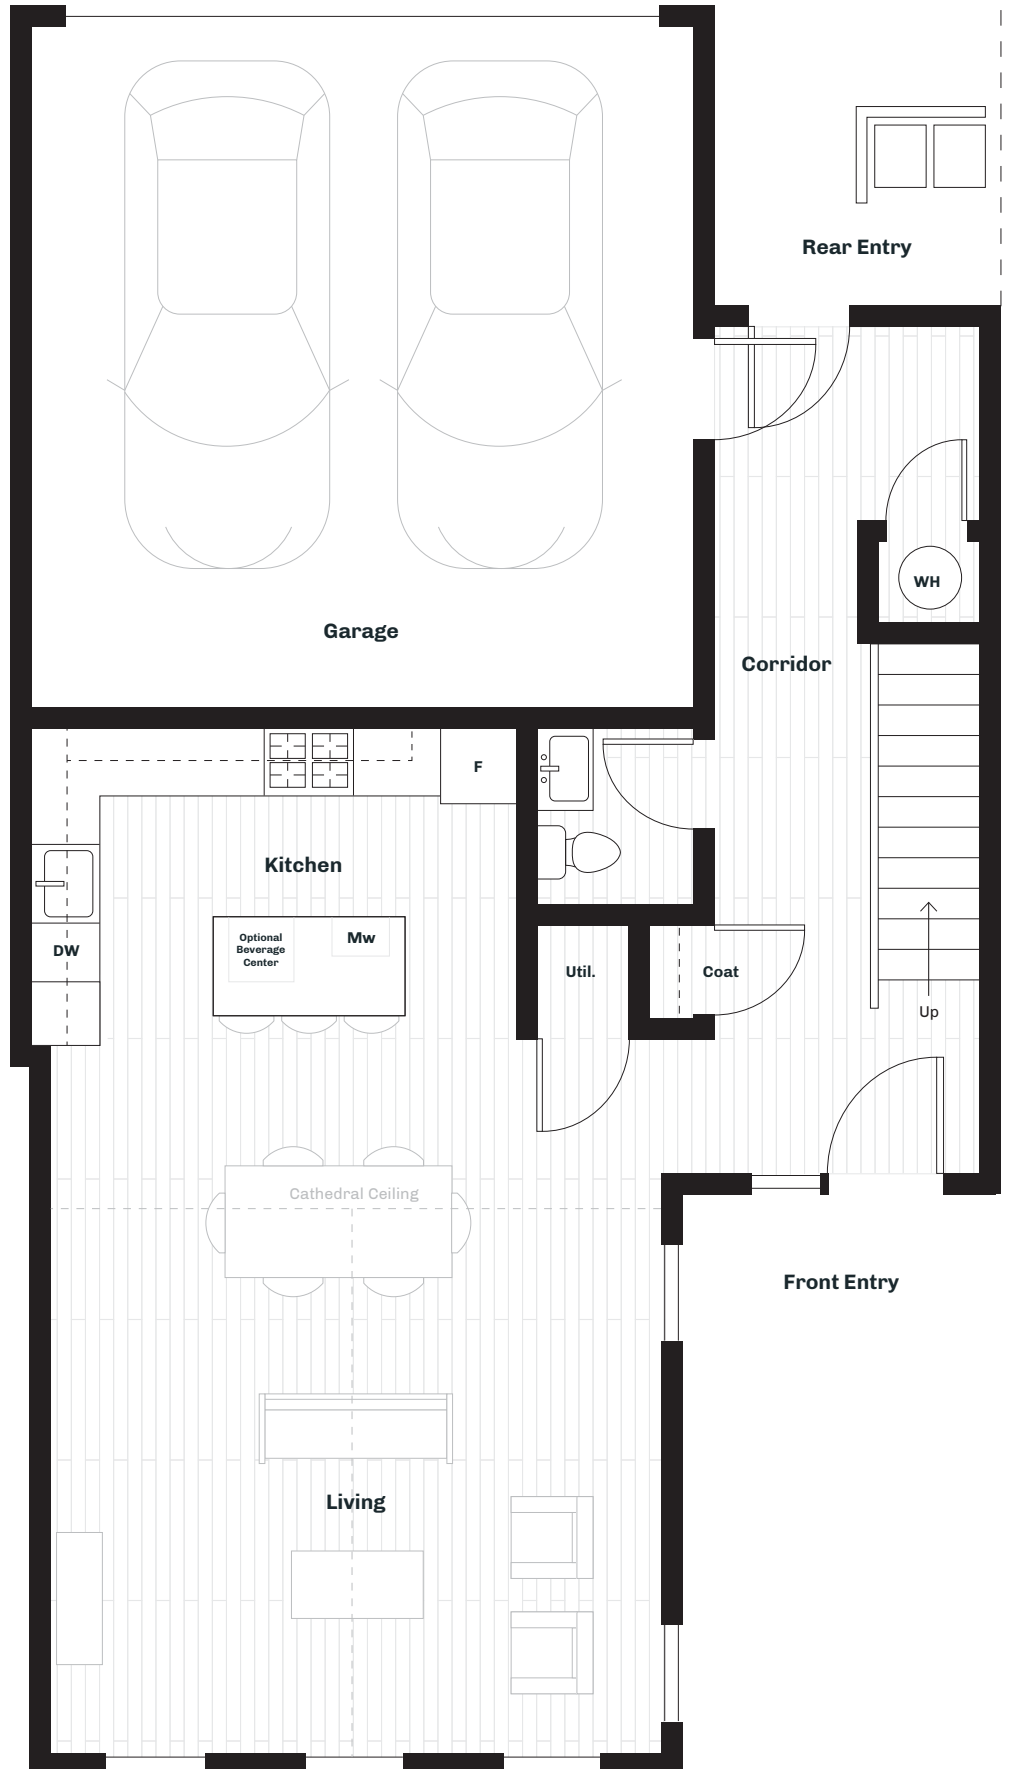 Rear Entry
WH
Garage
Corridor
F
Kitchen
Optional
Beverage
Center
Mw
DW
Util.
Coat
Up
Cathedral Ceiling
Front Entry
Living